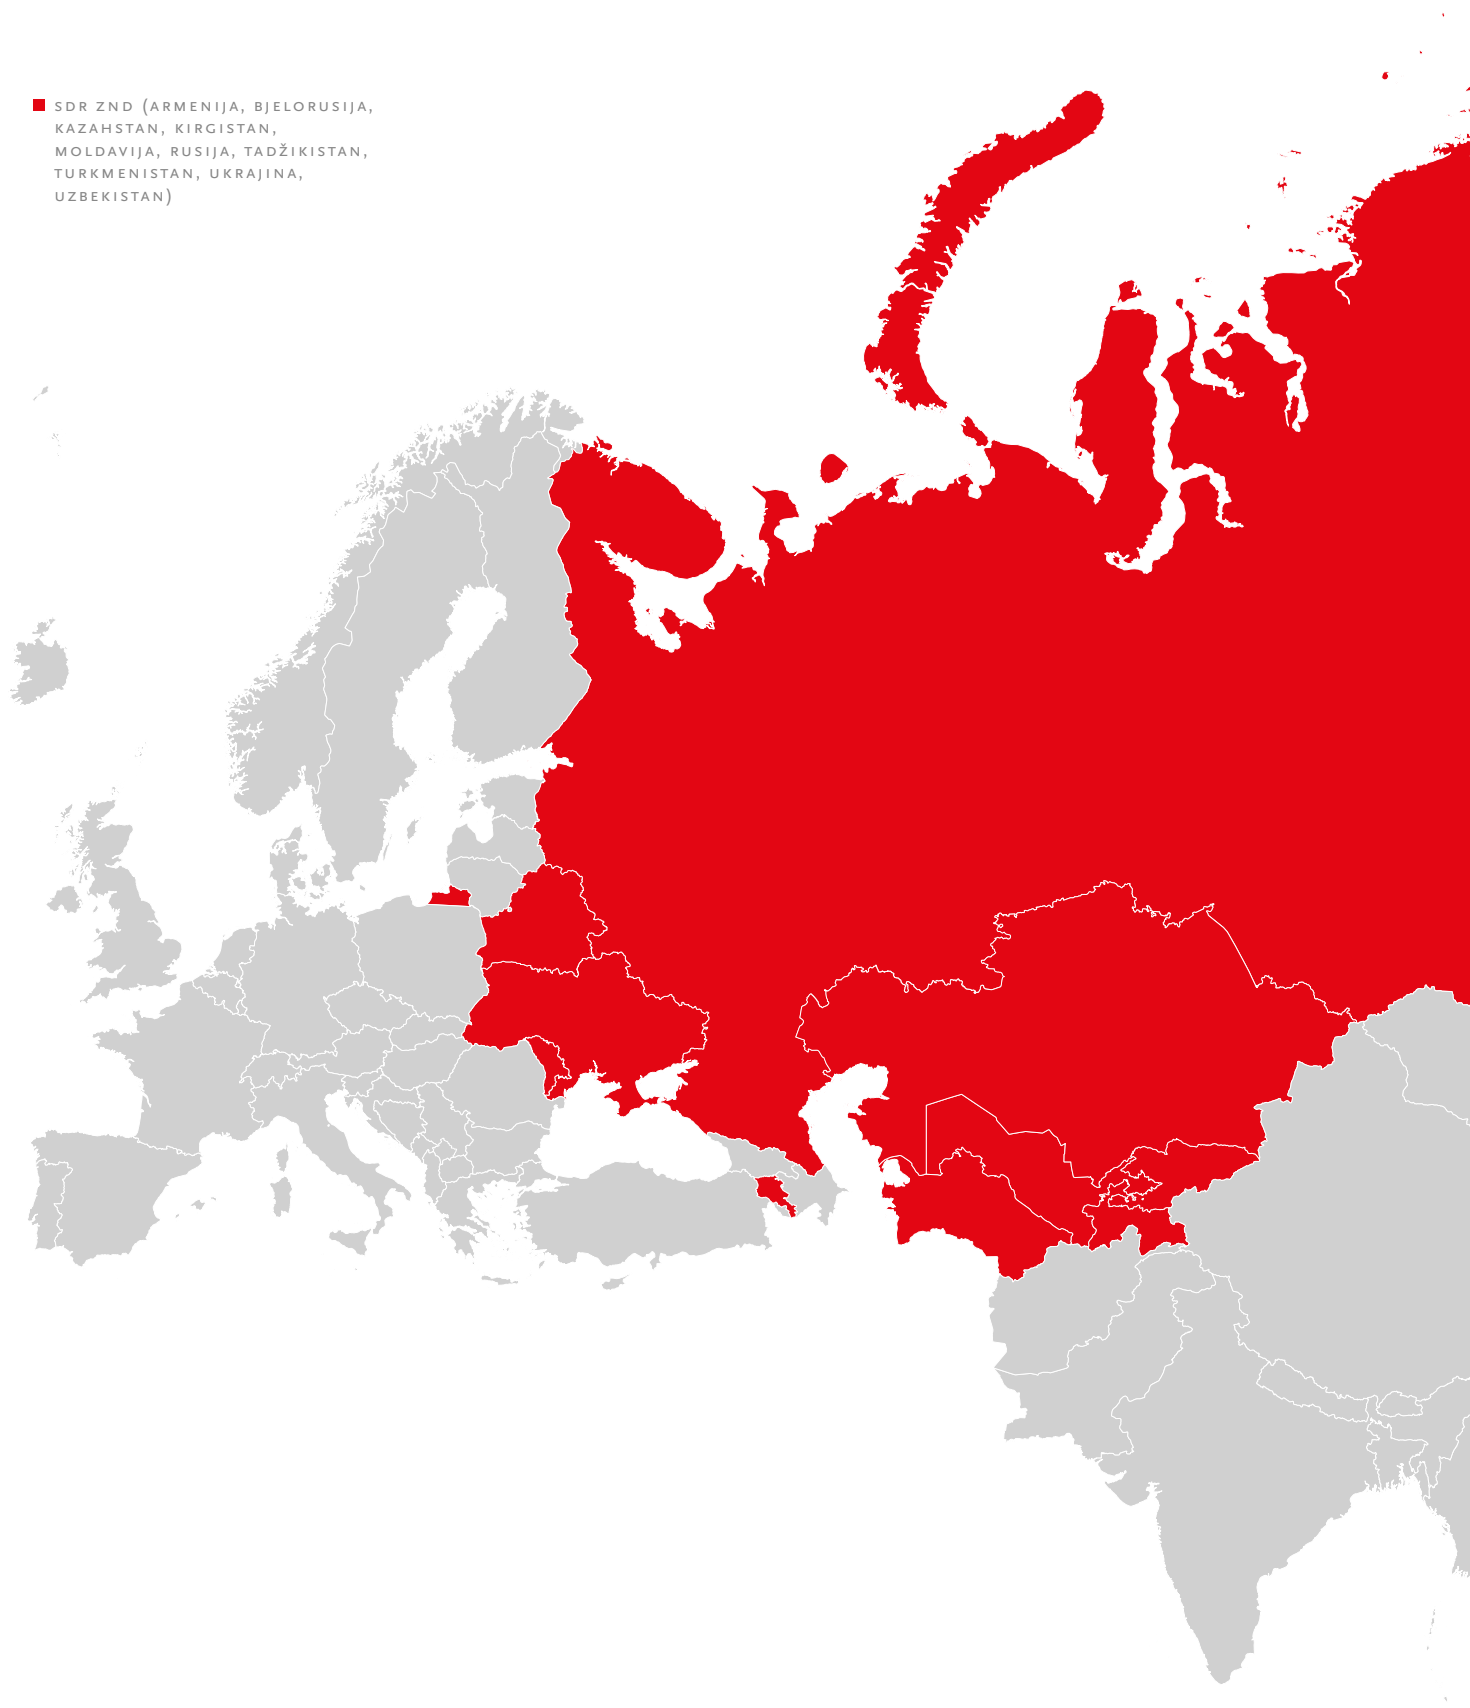 SDR ZND (ARMENIJA, BJELORUSIJA,
KAZAHSTAN, KIRGISTAN,
MOLDAVIJA, RUSIJA, TADŽIKISTAN,
TURKMENISTAN, UKRAJINA,
UZBEKISTAN)